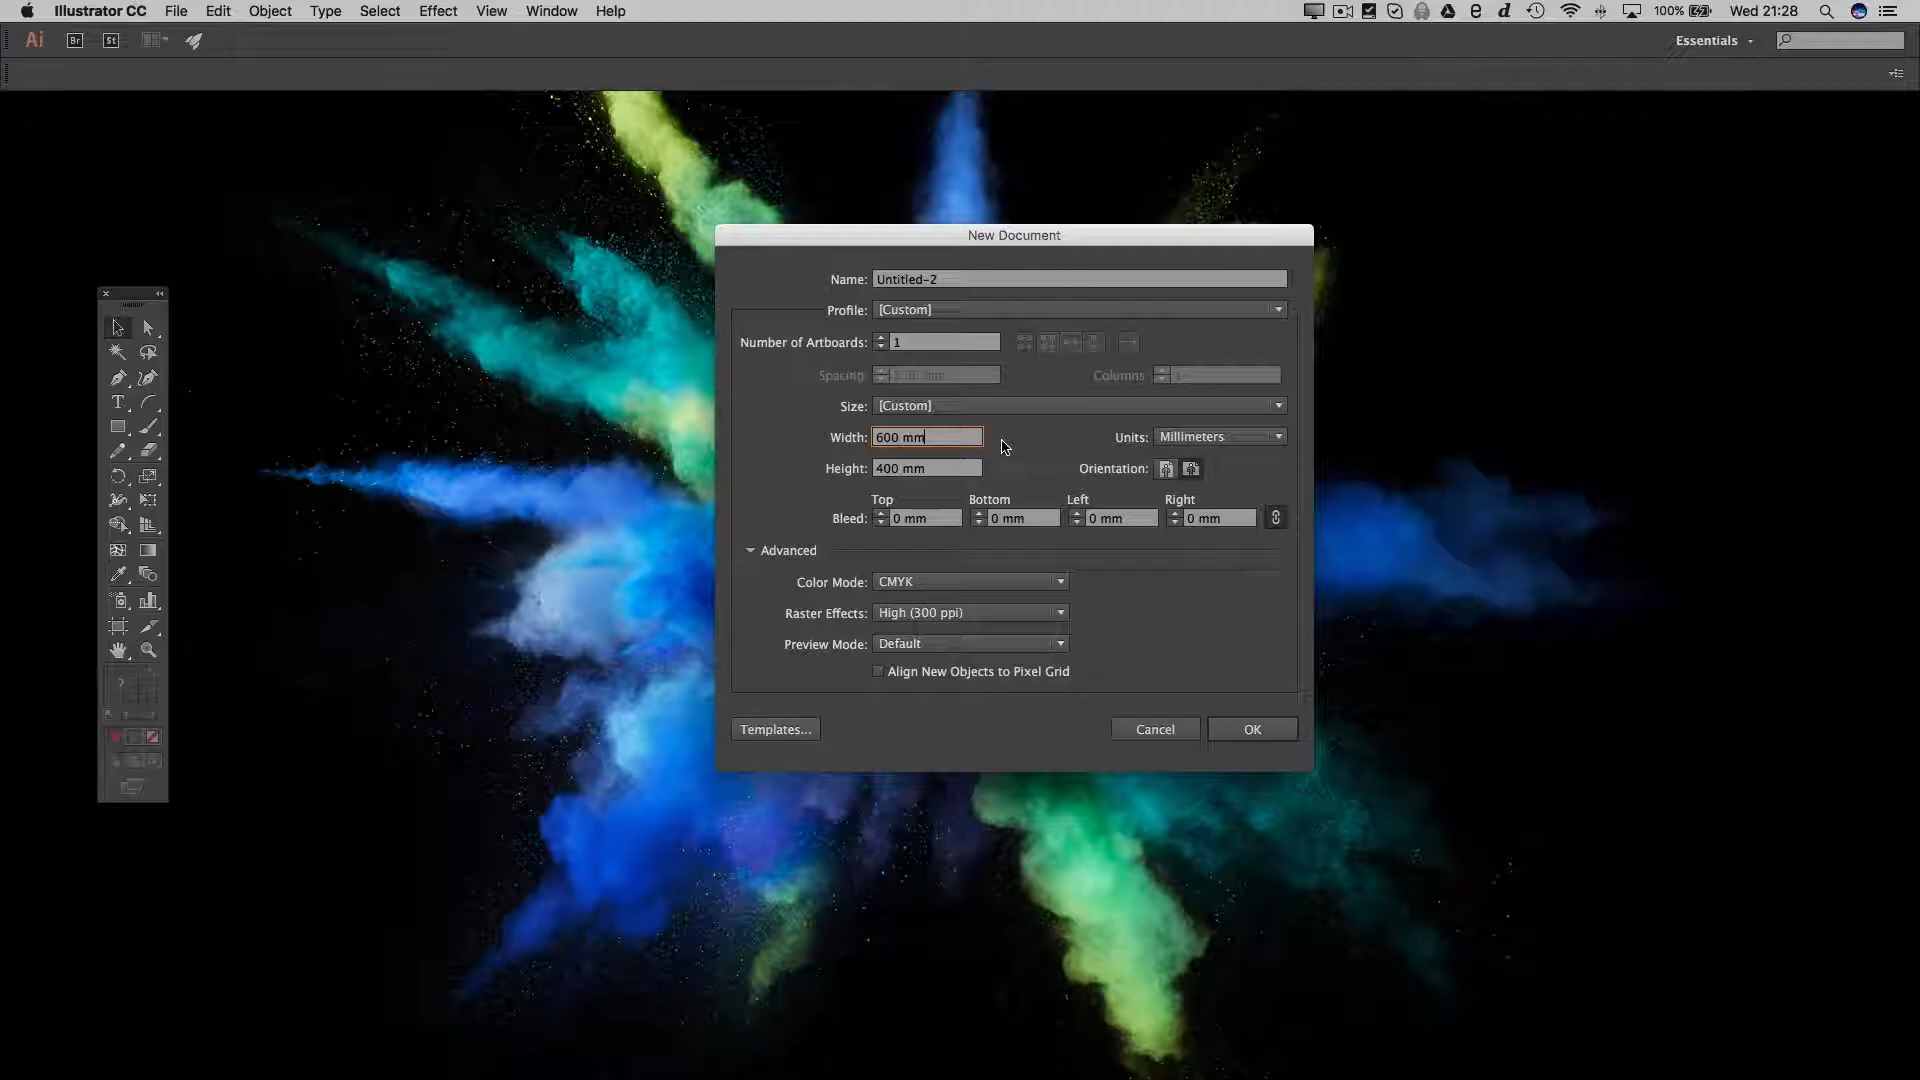 Illustrator CC File Edit Object Type Select Effect View Window Help 100% Wed 21:28
Ai Br St Essentials
New Document
Name: Untitled-2
Profile: [Custom]
Number of Artboards: 1
Spacing: Columns
Size: [Custom]
Width: 600 mm Units: Millimeters
Height: 400 mm Orientation:
Top Bottom Left Right
Bleed: 0 mm 0 mm 0 mm 0 mm
Advanced
Color Mode: CMYK
Raster Effects: High (300 ppi)
Preview Mode: Default
Align New Objects to Pixel Grid
Templates... Cancel OK